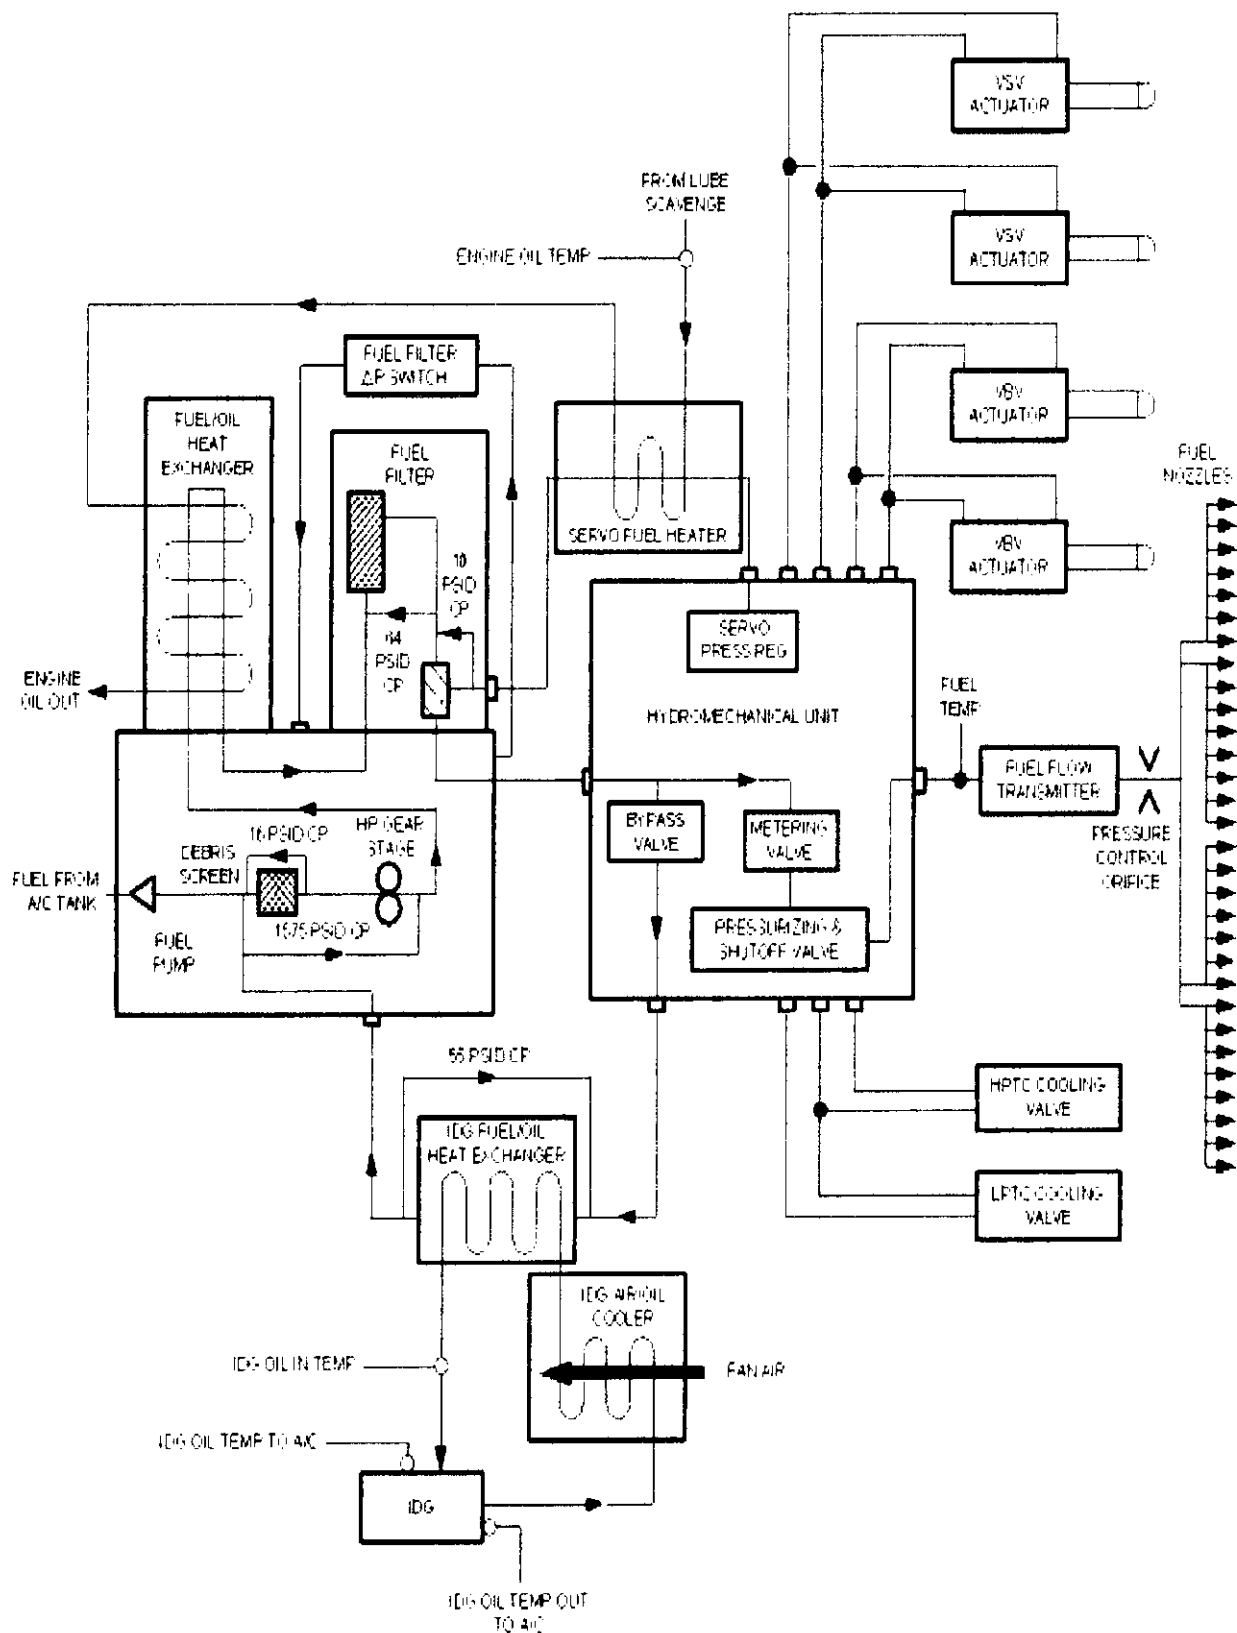 VSV
ACTUATOR
FROM LUBE
SCAVENGE
VSV
ACTUATOR
ENGINE OIL TEMP
FUEL FILTER
ΔP SWITCH
VBV
ACTUATOR
FUEL/OIL
HEAT
EXCHANGER
FUEL
FILTER
FUEL
NOZZLES
SERVO FUEL HEATER
VBV
ACTUATOR
10
PSID
CP
64
PSID
CP
SERVO
PRESS REG
ENGINE
OIL OUT
FUEL
TEMP
HYDROMECHANICAL UNIT
FUEL FLOW
TRANSMITTER
16 PSID CP
HP GEAR
STAGE
BYPASS
VALVE
METERING
VALVE
PRESSURE
CONTROL
ORIFICE
DEBRIS
SCREEN
FUEL FROM
A/C TANK
1575 PSID CP
FUEL
PUMP
PRESSURIZING &
SHUTOFF VALVE
55 PSID CP
HPTC COOLING
VALVE
IDG FUEL/OIL
HEAT EXCHANGER
LPTC COOLING
VALVE
IDG AIR/OIL
COOLER
IDG OIL IN TEMP
FAN AIR
IDG OIL TEMP TO A/C
IDG
IDG OIL TEMP OUT
TO A/C